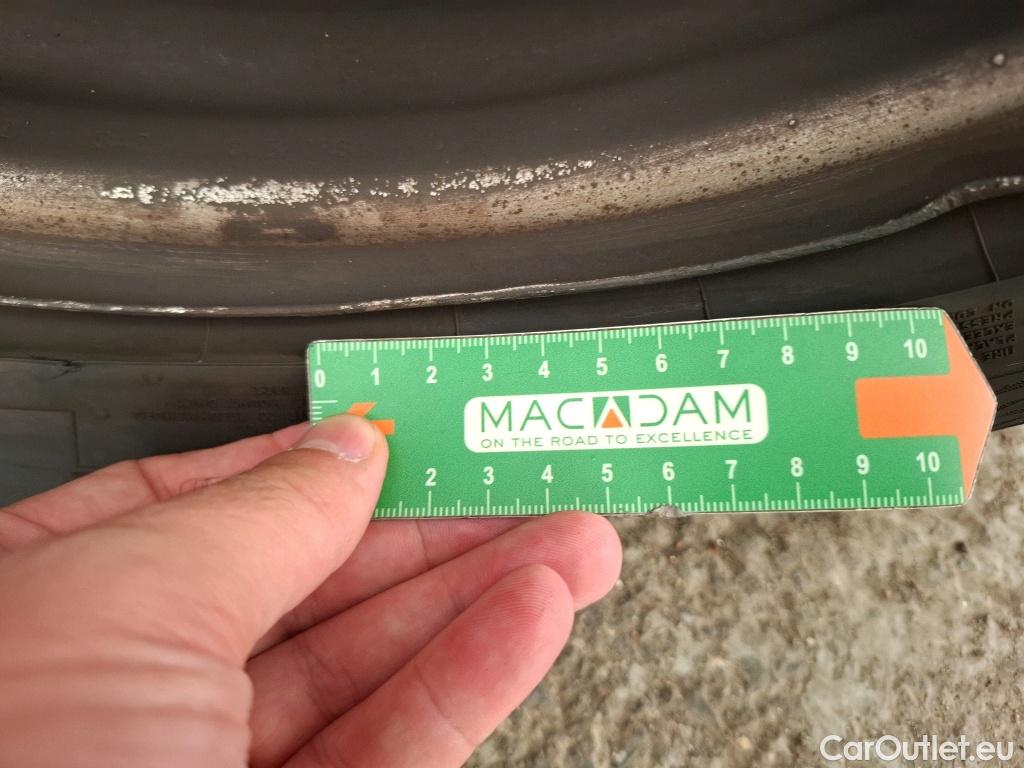 0 1 2 3 4 5 6 7 8 9 10
MACADAM
ON THE ROAD TO EXCELLENCE
2 3 4 5 6 7 8 9 10
CarOutlet.eu